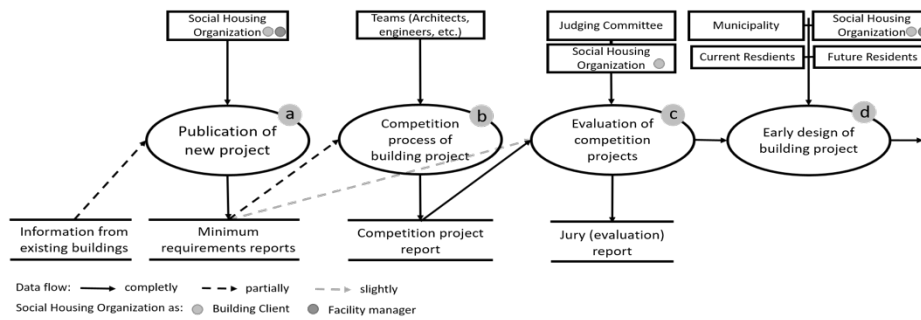 Social Housing
Organization
Teams (Architects,
engineers, etc.)
Judging Committee
Social Housing
Organization
Municipality
Social Housing
Organization
Current Resdients
Future Residents
a
Publication of
new project
b
Competition
process of
building project
c
Evaluation of
competition
projects
d
Early design of
building project
Information from
existing buildings
Minimum
requirements reports
Competition project
report
Jury (evaluation)
report
Data flow:
completly
partially
slightly
Social Housing Organization as:
Building Client
Facility manager